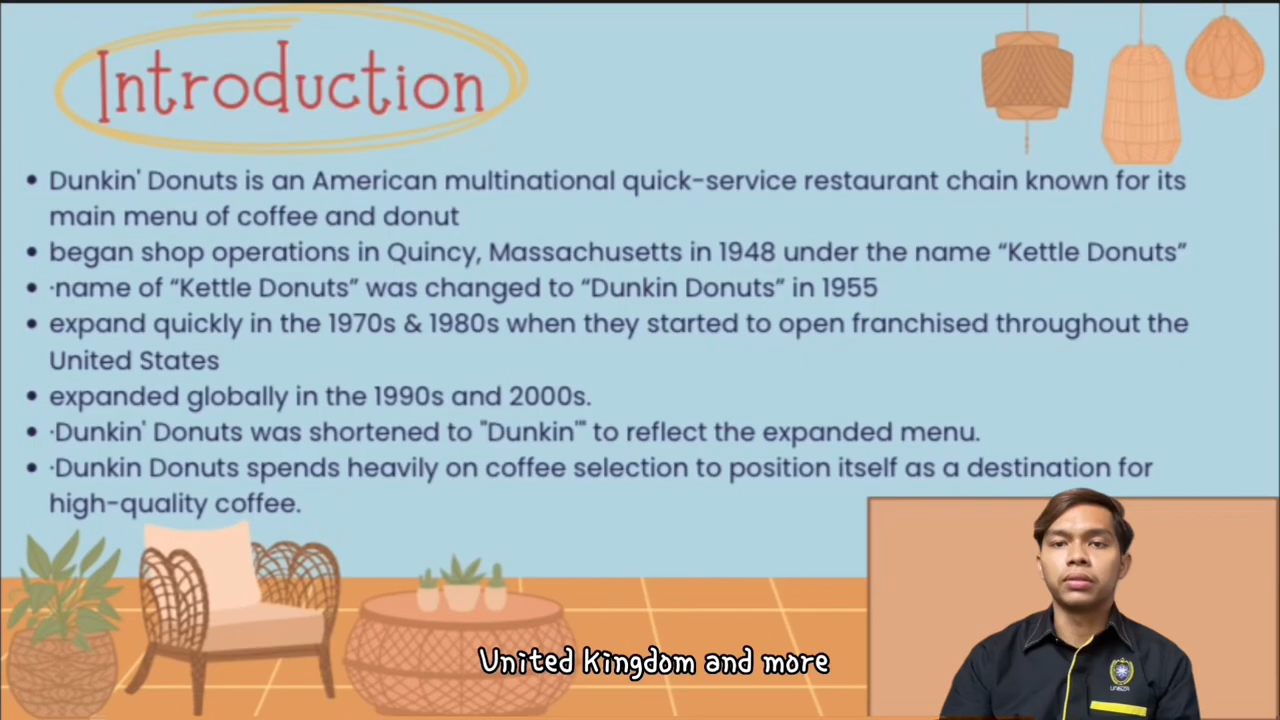 Introduction
• Dunkin' Donuts is an American multinational quick-service restaurant chain known for its
main menu of coffee and donut
• began shop operations in Quincy, Massachusetts in 1948 under the name “Kettle Donuts”
• ·name of “Kettle Donuts” was changed to “Dunkin Donuts” in 1955
• expand quickly in the 1970s & 1980s when they started to open franchised throughout the
United States
• expanded globally in the 1990s and 2000s.
• ·Dunkin' Donuts was shortened to "Dunkin'" to reflect the expanded menu.
• ·Dunkin Donuts spends heavily on coffee selection to position itself as a destination for
high-quality coffee.
United kingdom and more
UniSZA